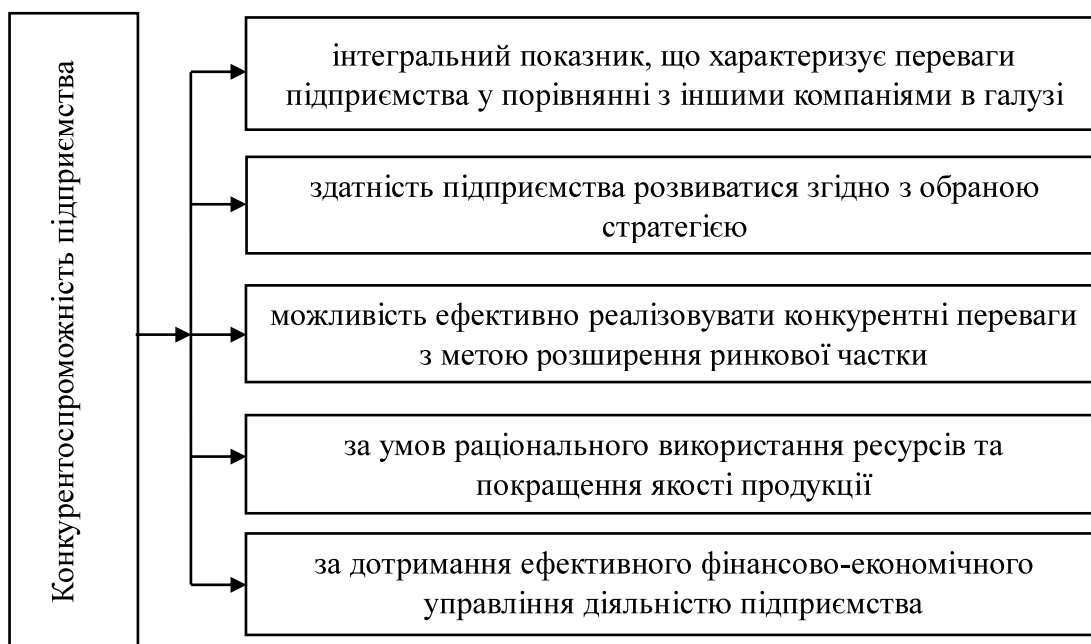 Конкурентоспроможність підприємства
інтегральний показник, що характеризує переваги
підприємства у порівнянні з іншими компаніями в галузі
здатність підприємства розвиватися згідно з обраною
стратегією
можливість ефективно реалізовувати конкурентні переваги
з метою розширення ринкової частки
за умов раціонального використання ресурсів та
покращення якості продукції
за дотримання ефективного фінансово-економічного
управління діяльністю підприємства